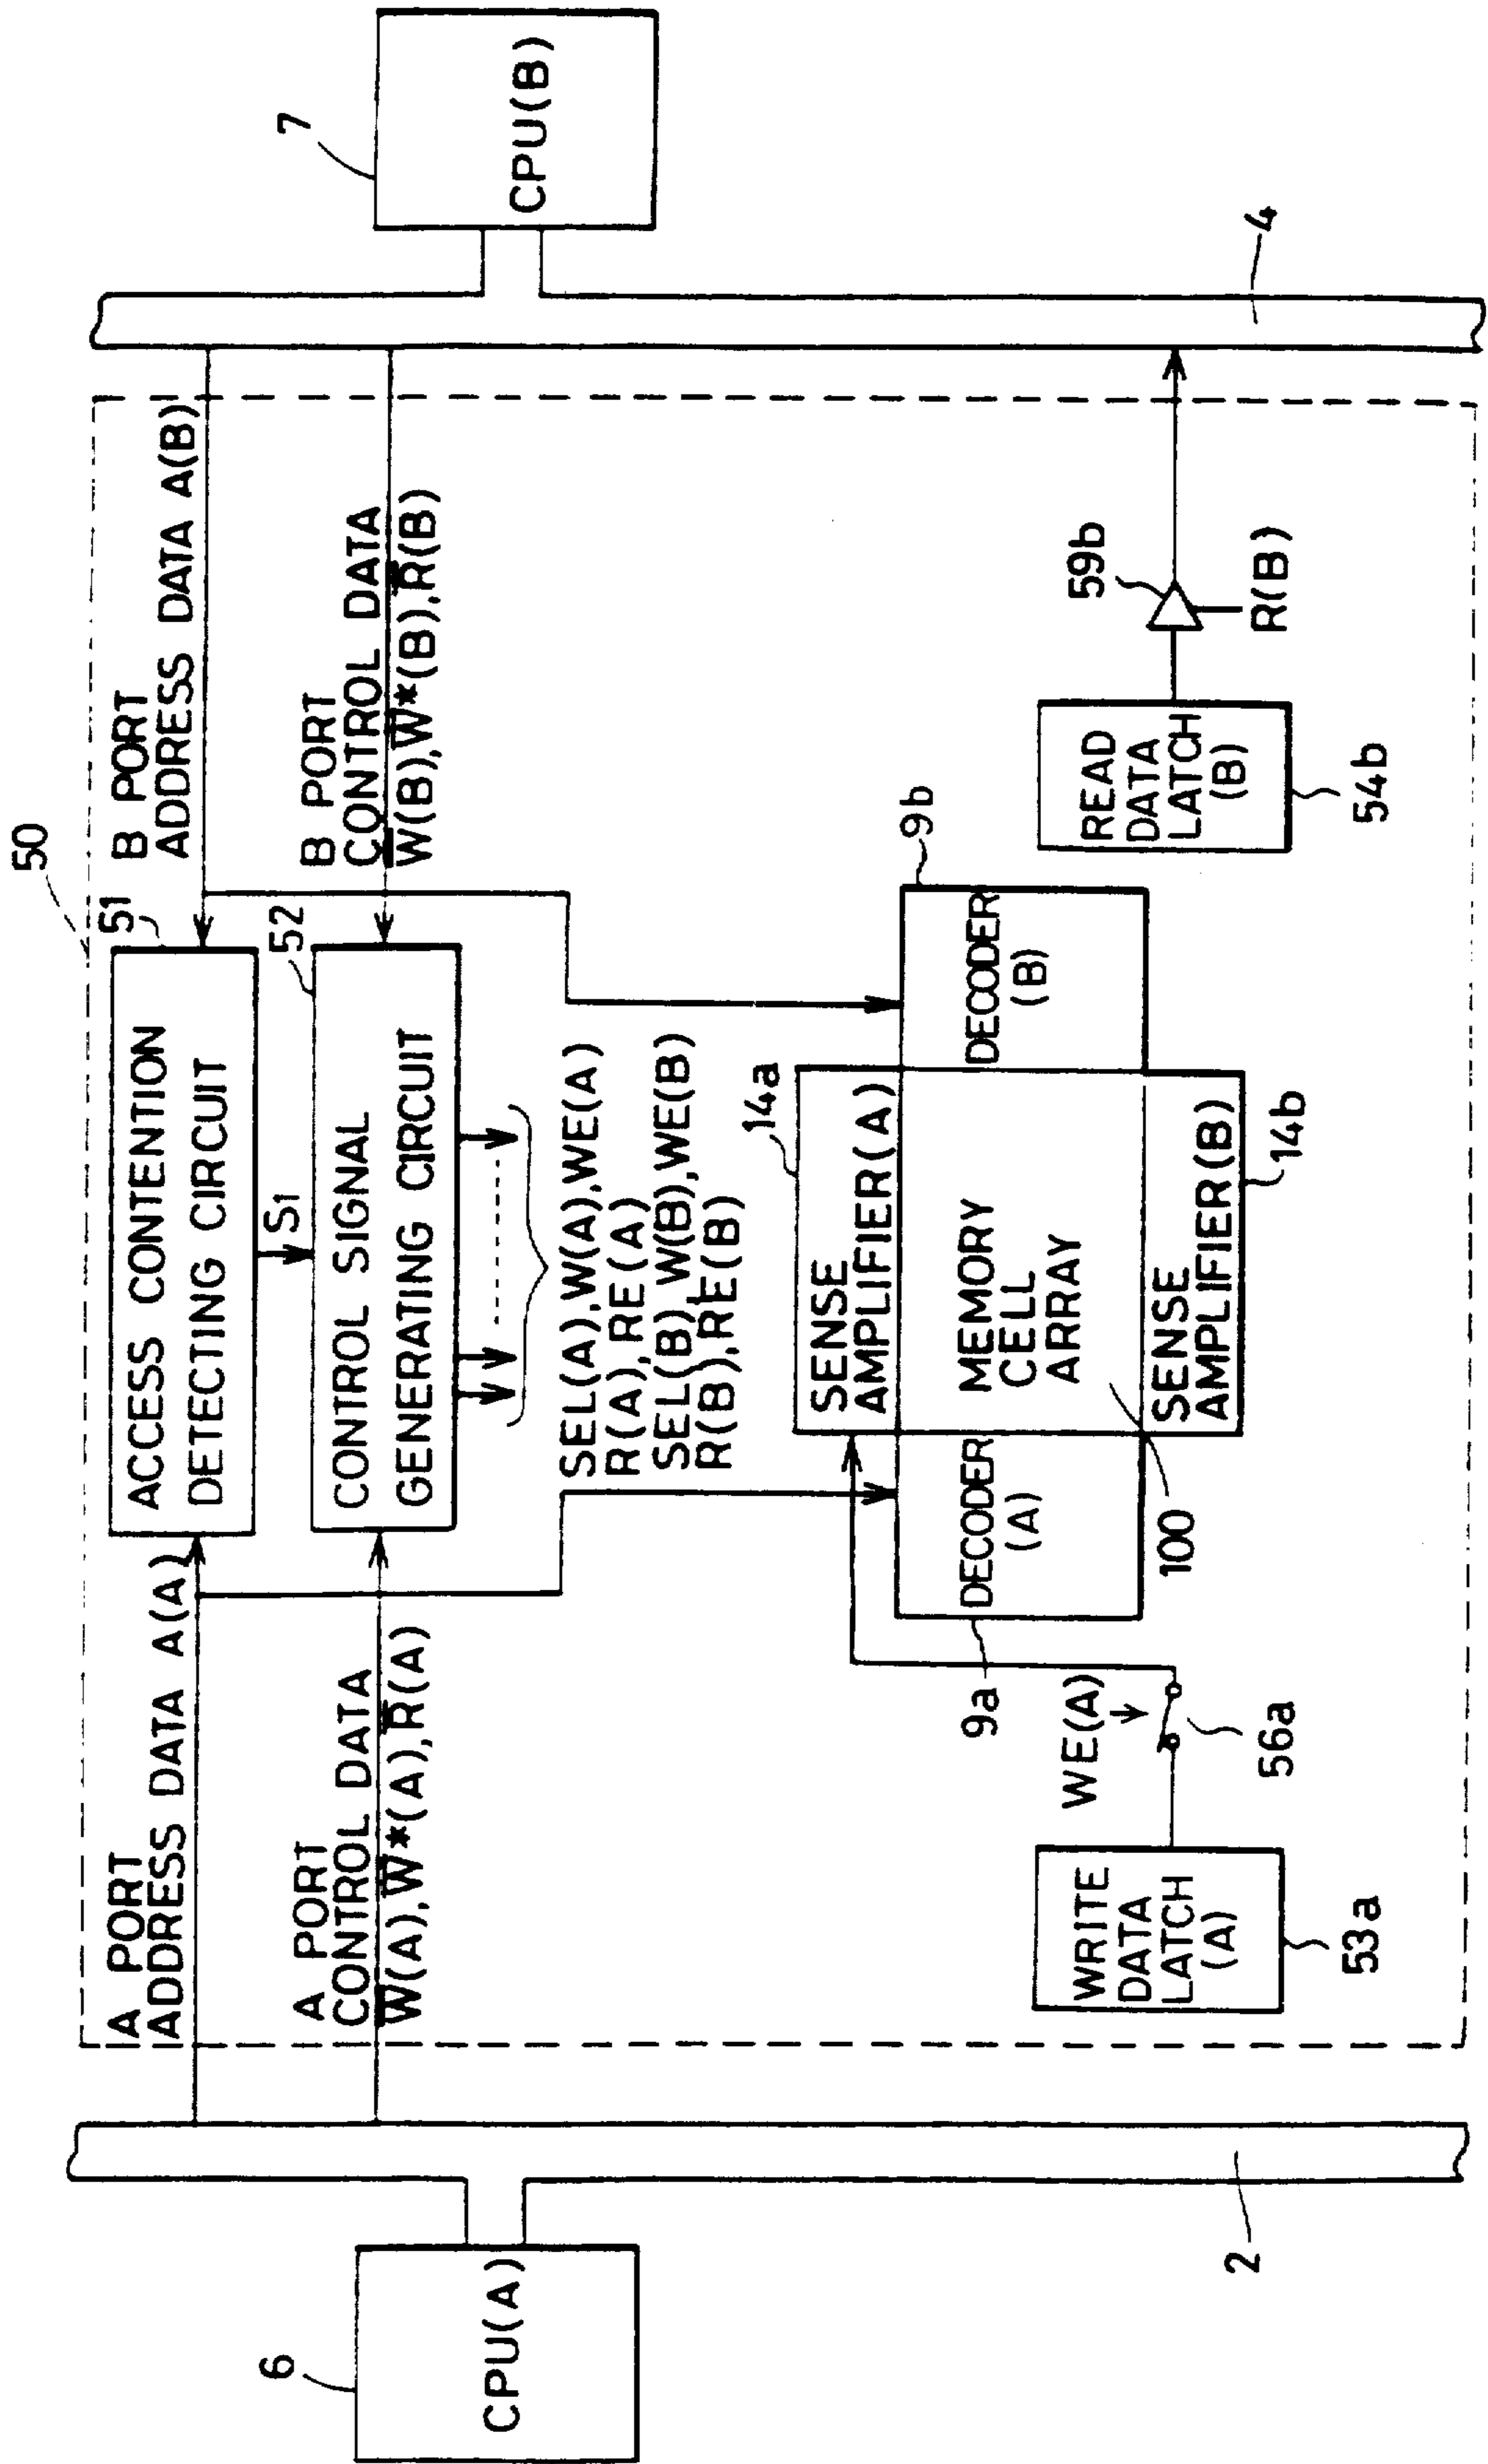 50
A PORT
ADDRESS DATA A(A)
ACCESS CONTENTION
DETECTING CIRCUIT
51
B PORT
ADDRESS DATA A(B)
S1
A PORT
CONTROL DATA
W̅(A),W̅*(A),R̅(A)
CONTROL SIGNAL
GENERATING CIRCUIT
52
B PORT
CONTROL DATA
W̅(B),W̅*(B),R̅(B)
6
CPU(A)
7
CPU(B)
SEL(A),W(A),WE(A)
R(A),RE(A)
SEL(B),W(B),WE(B)
R(B),RE(B)
SENSE
AMPLIFIER(A)
14a
DECODER
(A)
9a
MEMORY
CELL
ARRAY
100
DECODER
(B)
9b
SENSE
AMPLIFIER(B)
14b
WRITE
DATA
LATCH
(A)
53a
WE(A)
56a
READ
DATA
LATCH
(B)
54b
59b
R(B)
2
4